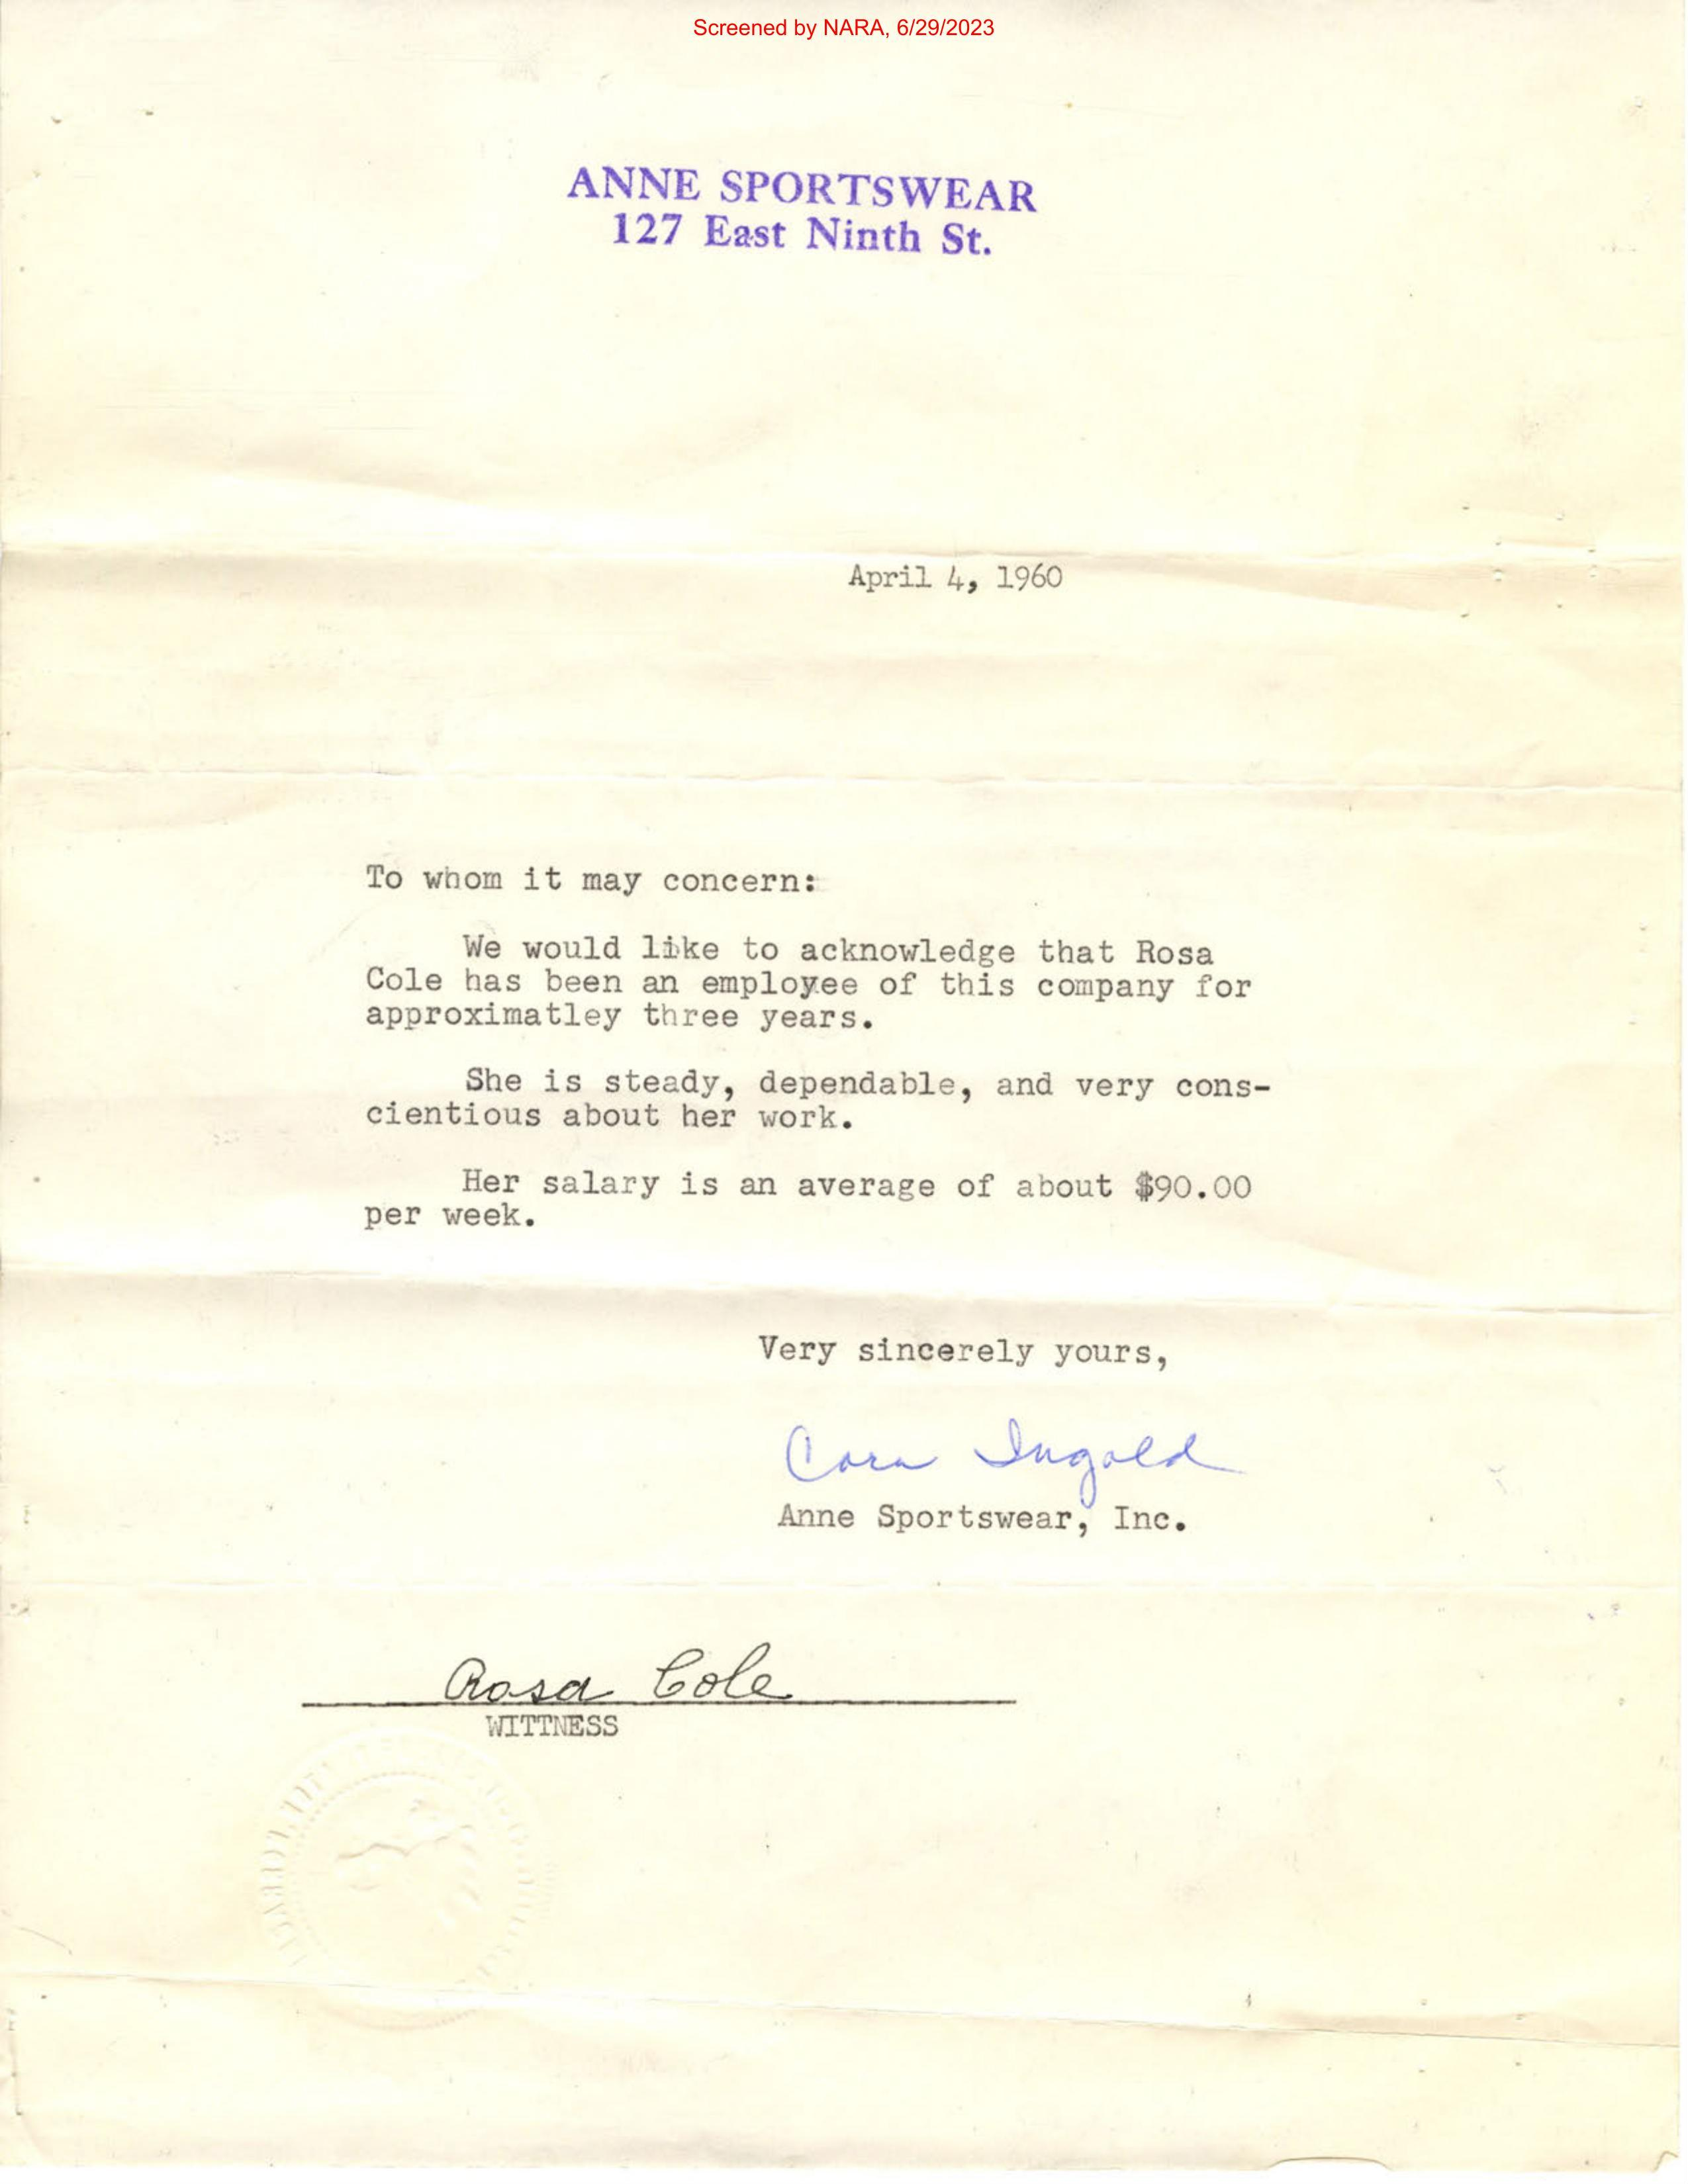 Screened by NARA, 6/29/2023
ANNE SPORTSWEAR
127 East Ninth St.
April 4, 1960
To whom it may concern:
We would like to acknowledge that Rosa
Cole has been an employee of this company for
approximatley three years.
She is steady, dependable, and very cons-
cientious about her work.
Her salary is an average of about $90.00
per week.
Very sincerely yours,
Cora Ingold
Anne Sportswear, Inc.
Rosa Cole
WITTNESS